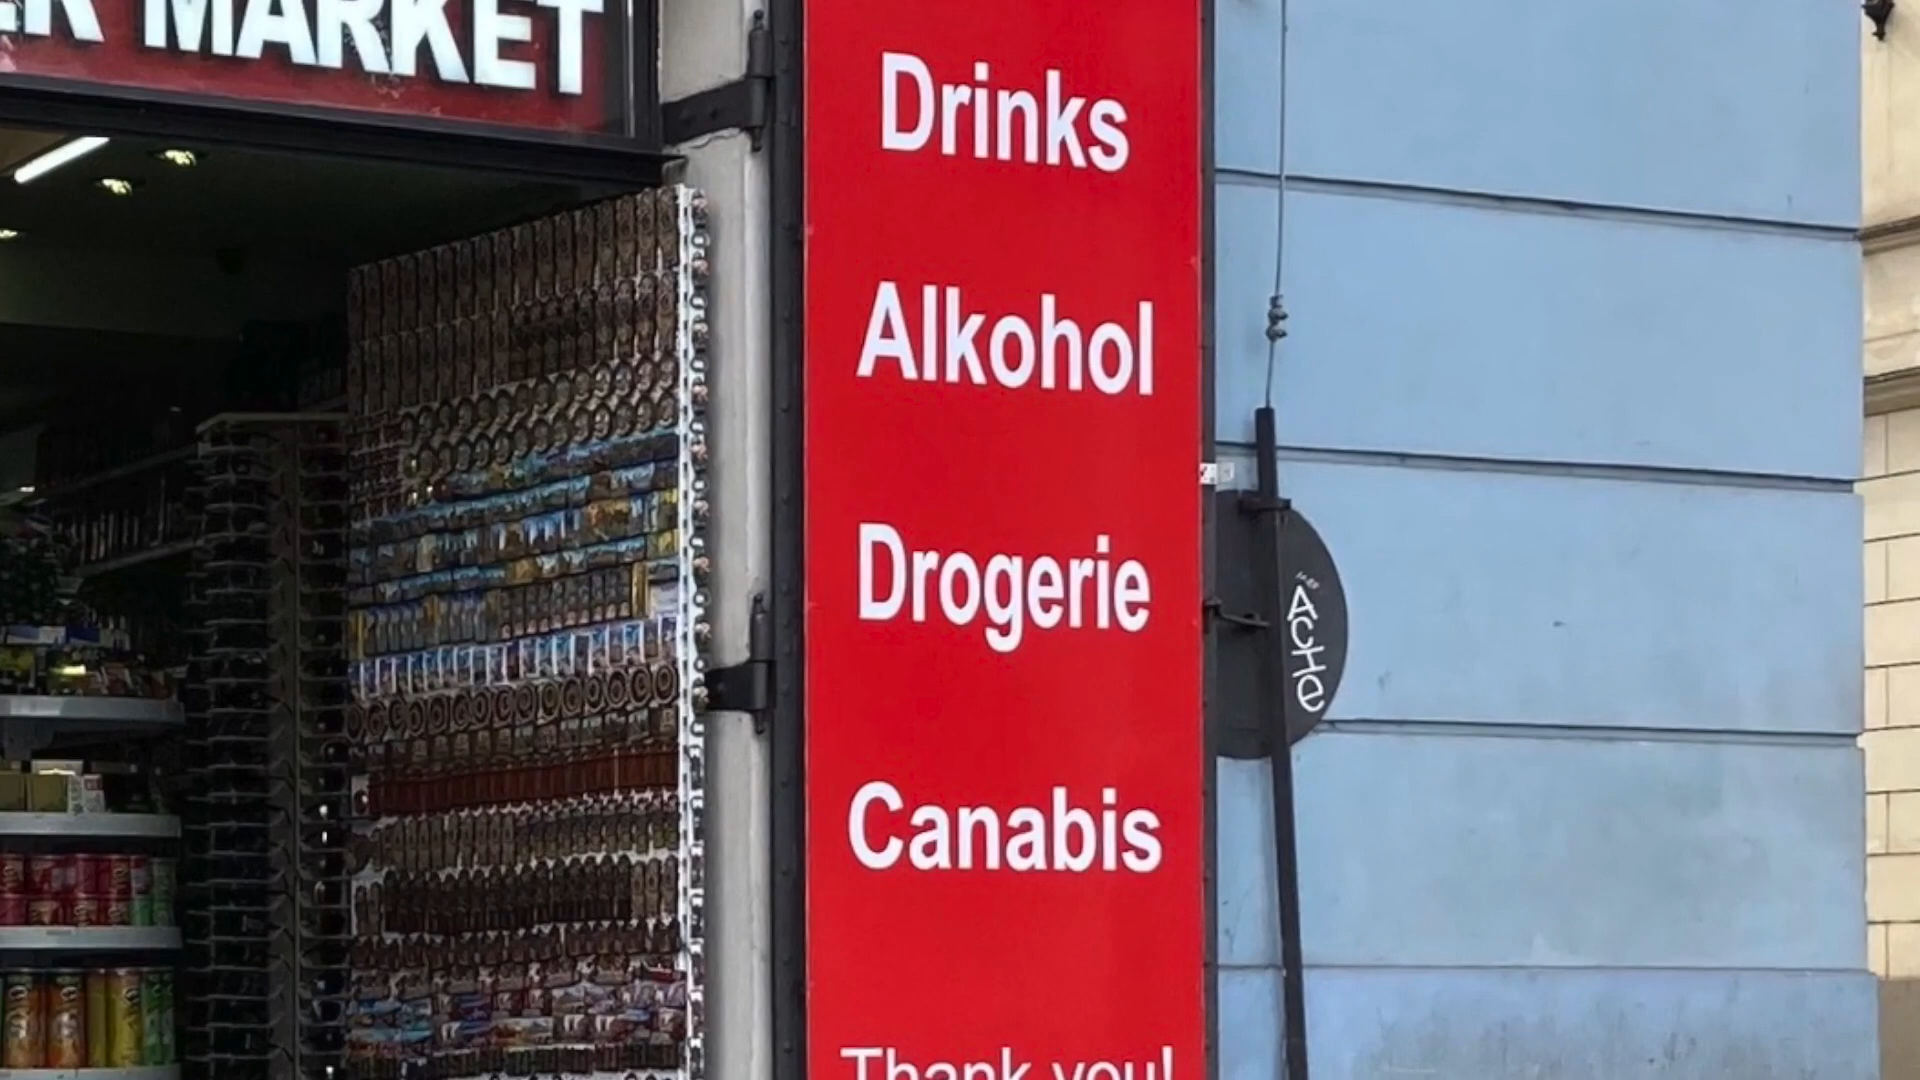 MARKET
Drinks
Alkohol
Drogerie
Canabis
Thank you!
ACHe